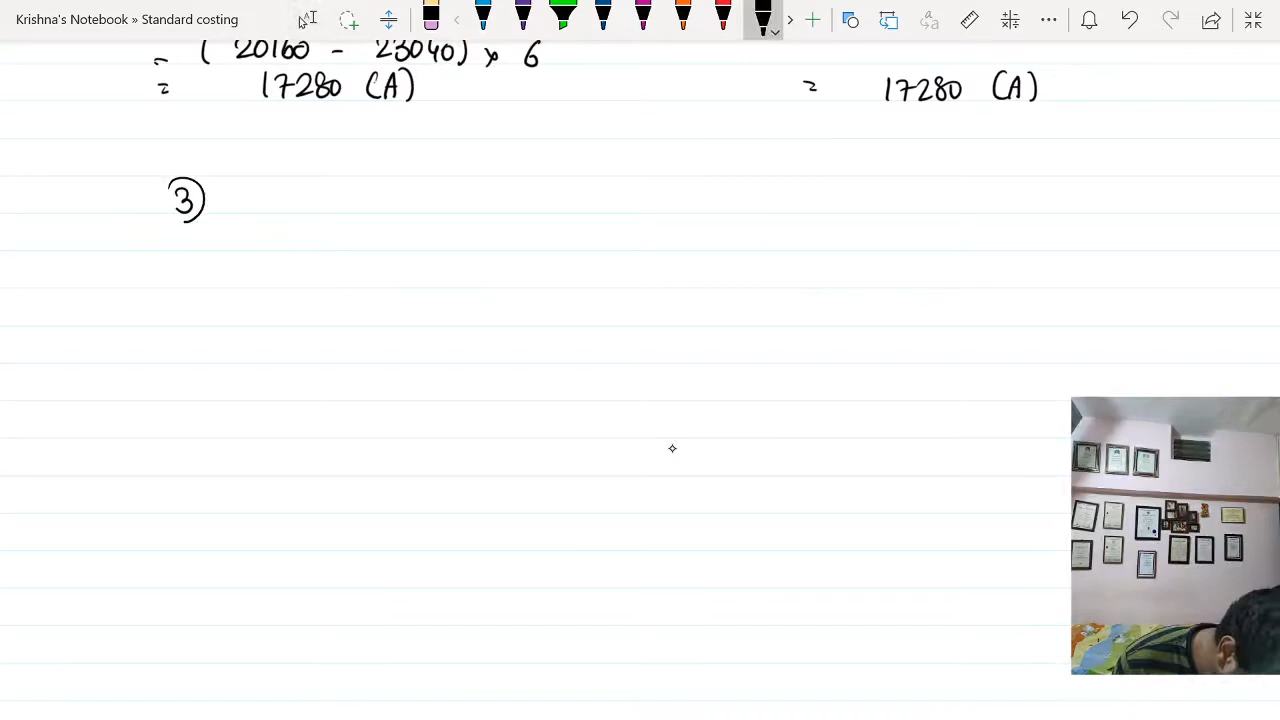 Krishna's Notebook » Standard costing
= (20160 - 23040) × 6
= 17280 (A) = 17280 (A)
3